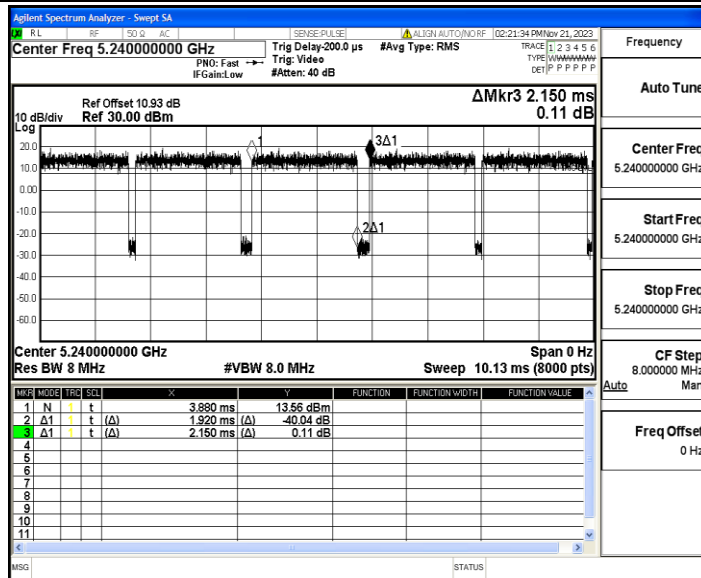 Agilent Spectrum Analyzer - Swept SA
RL RF 50 Ω AC SENSE:PULSE ALIGN AUTO/NO RF 02:21:34 PM Nov 21, 2023
Center Freq 5.240000000 GHz
PNO: Fast
IFGain:Low
Trig Delay-200.0 µs
Trig: Video
#Atten: 40 dB
#Avg Type: RMS
TRACE 1 2 3 4 5 6
TYPE
DET P P P P P P
Ref Offset 10.93 dB
10 dB/div Ref 30.00 dBm
Log
ΔMkr3 2.150 ms
0.11 dB
20.0
10.0
0.00
-10.0
-20.0
-30.0
-40.0
-50.0
-60.0
1
3Δ1
2Δ1
Center 5.240000000 GHz Span 0 Hz
Res BW 8 MHz #VBW 8.0 MHz Sweep 10.13 ms (8000 pts)
MKR MODE TRC SCL X Y FUNCTION FUNCTION WIDTH FUNCTION VALUE
1 N 1 t 3.880 ms 13.56 dBm
2 Δ1 1 t (Δ) 1.920 ms (Δ) -40.04 dB
3 Δ1 1 t (Δ) 2.150 ms (Δ) 0.11 dB
4
5
6
7
8
9
10
11
MSG STATUS
Frequency
Auto Tune
Center Freq
5.240000000 GHz
Start Freq
5.240000000 GHz
Stop Freq
5.240000000 GHz
CF Step
8.000000 MHz
Auto Man
Freq Offset
0 Hz